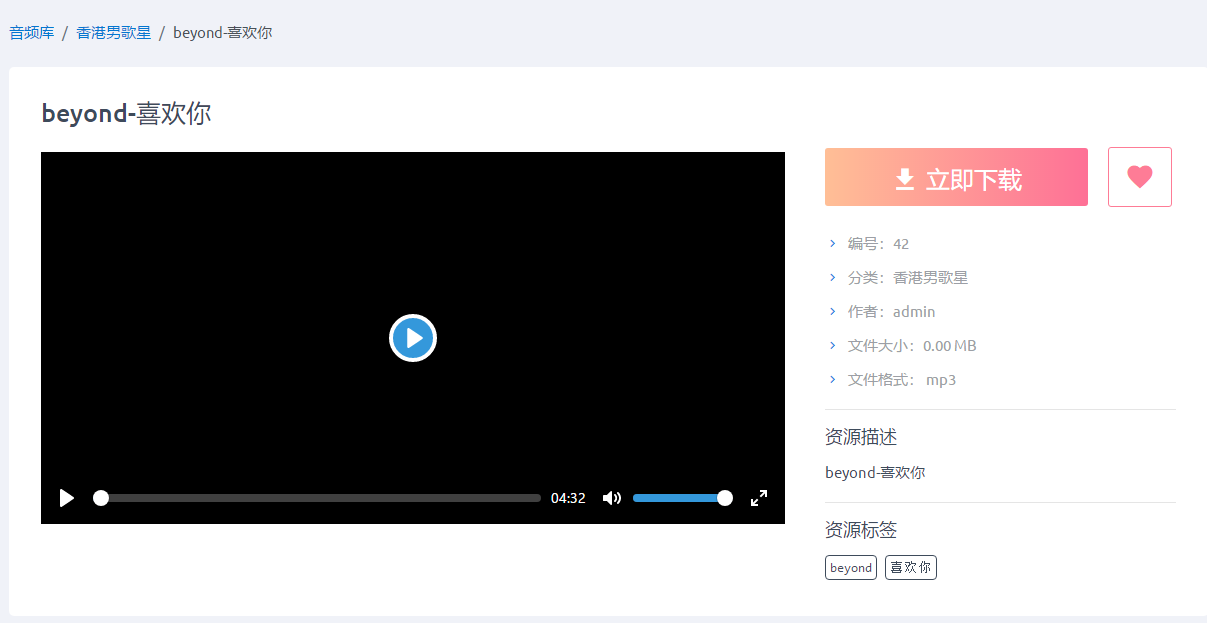 音频库 / 香港男歌星 / beyond-喜欢你
beyond-喜欢你
04:32
立即下载
编号：42
分类：香港男歌星
作者：admin
文件大小：0.00 MB
文件格式： mp3
资源描述
beyond-喜欢你
资源标签
beyond 喜欢你